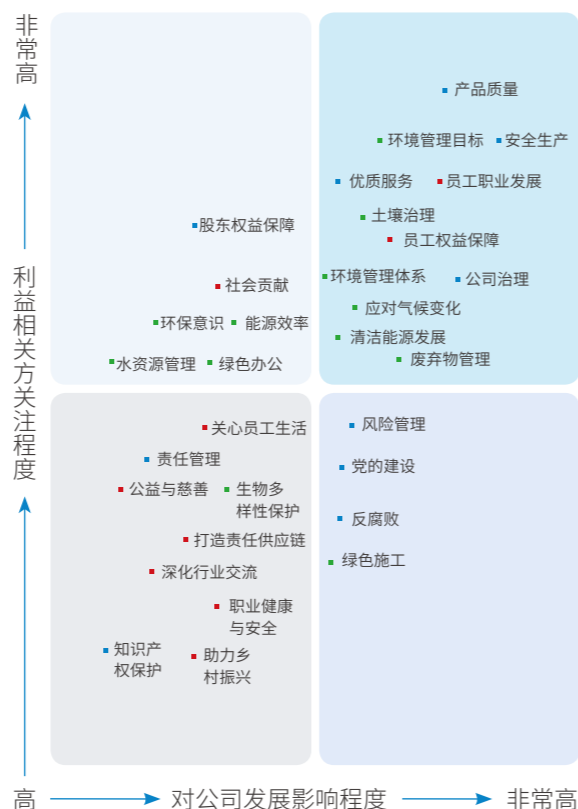 非常高
利益相关方关注程度
产品质量
环境管理目标
安全生产
优质服务
员工职业发展
土壤治理
股东权益保障
员工权益保障
环境管理体系
公司治理
社会贡献
应对气候变化
环保意识
能源效率
清洁能源发展
水资源管理
绿色办公
废弃物管理
关心员工生活
风险管理
责任管理
党的建设
公益与慈善
生物多
样性保护
反腐败
打造责任供应链
绿色施工
深化行业交流
职业健康
与安全
知识产
权保护
助力乡
村振兴
高
对公司发展影响程度
非常高